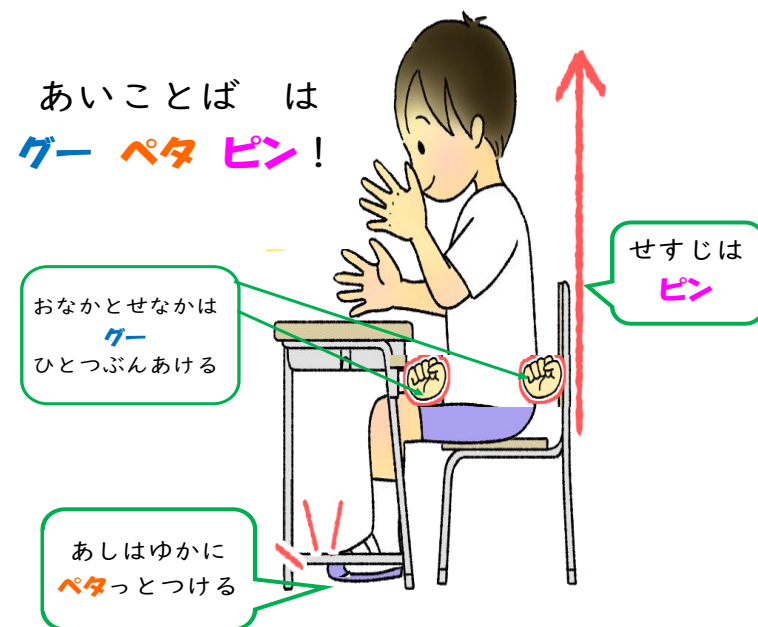 あいことば　は
グー ペタ ピン！
せすじは
ピン
おなかとせなかは
グー
ひとつぶんあける
あしはゆかに
ペタっとつける